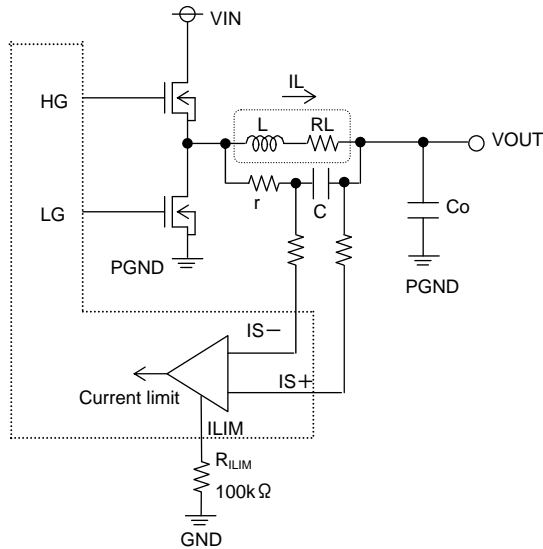 VIN
HG
IL
L
RL
VOUT
r
C
Co
LG
PGND
PGND
IS−
IS+
Current limit
ILIM
RILIM
100kΩ
GND